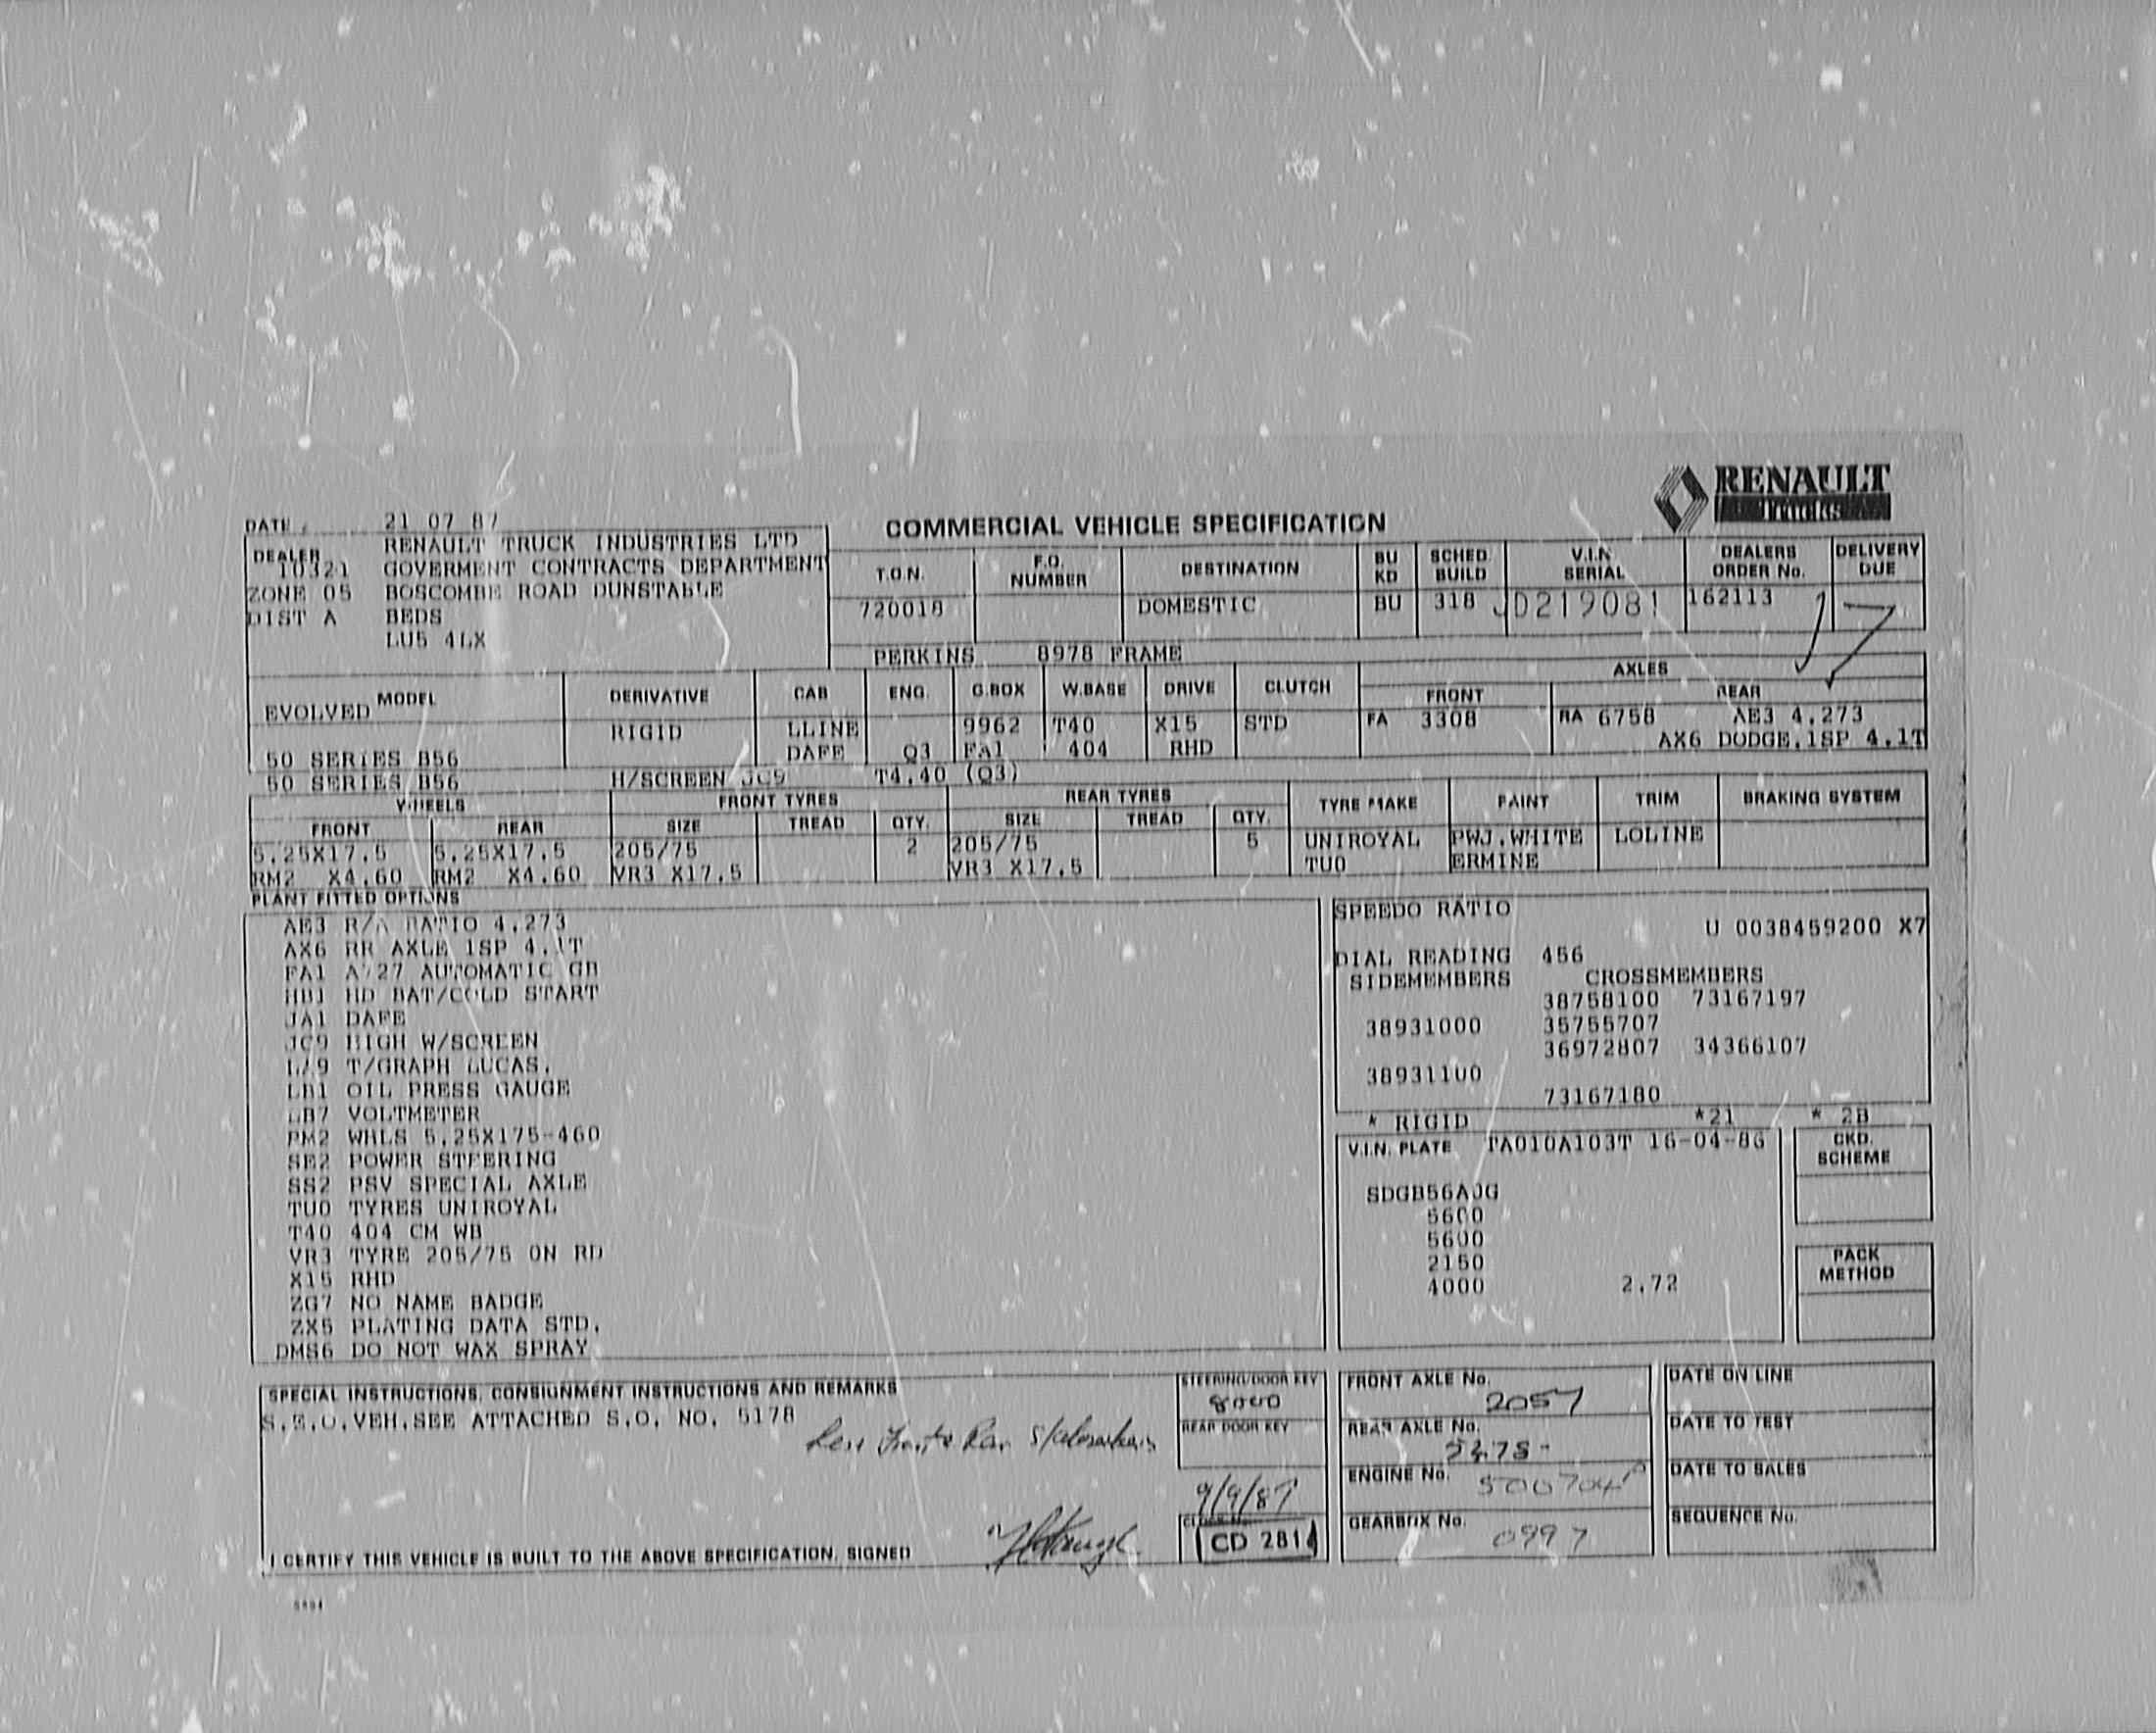 RENAULT
Trucks
DATE 21 07 87
COMMERCIAL VEHICLE SPECIFICATION
DEALER RENAULT TRUCK INDUSTRIES LTD
10321 GOVERMENT CONTRACTS DEPARTMENT
ZONE 05 BOSCOMBE ROAD DUNSTABLE
DIST A BEDS
LU5 4LX
T.O.N. F.O. NUMBER DESTINATION BU KD SCHED BUILD V.I.N SERIAL DEALERS ORDER No. DELIVERY DUE
720018 DOMESTIC BU 318 JD219081 162113
PERKINS 8978 FRAME
AXLES
MODEL DERIVATIVE CAB ENG. G.BOX W.BASE DRIVE CLUTCH FRONT REAR
EVOLVED RIGID LLINE 9962 T40 X15 STD FA 3308 RA 6758 AE3 4.273
50 SERIES B56 DAFE Q3 FA1 404 RHD AX6 DODGE.1SP 4.1T
50 SERIES B56 H/SCREEN JC9 T4.40 (Q3)
WHEELS FRONT TYRES REAR TYRES TYRE MAKE PAINT TRIM BRAKING SYSTEM
FRONT REAR SIZE TREAD QTY. SIZE TREAD QTY.
5.25X17.5 5.25X17.5 205/75 2 205/75 5 UNIROYAL PWJ.WHITE LOLINE
RM2 X4.60 RM2 X4.60 VR3 X17.5 VR3 X17.5 TU0 ERMINE
PLANT FITTED OPTIONS
AE3 R/A RATIO 4.273
AX6 RR AXLE 1SP 4.1T
FA1 A727 AUTOMATIC GB
HB1 HD BAT/COLD START
JA1 DAFE
JC9 HIGH W/SCREEN
LA9 T/GRAPH LUCAS.
LB1 OIL PRESS GAUGE
LB7 VOLTMETER
PM2 WHLS 5.25X175-460
SE2 POWER STEERING
SS2 PSV SPECIAL AXLE
TU0 TYRES UNIROYAL
T40 404 CM WB
VR3 TYRE 205/75 ON RD
X15 RHD
ZG7 NO NAME BADGE
ZX5 PLATING DATA STD.
DMS6 DO NOT WAX SPRAY
SPEEDO RATIO
U 0038459200 X7
DIAL READING 456
SIDEMEMBERS CROSSMEMBERS
38758100 73167197
38931000 35755707
36972807 34366107
38931100
73167180
* RIGID *21 * 2B
V.I.N. PLATE TA010A103T 16-04-86
SDGB56A0G
5600
5600
2150
4000 2.72
CKD. SCHEME
PACK METHOD
SPECIAL INSTRUCTIONS, CONSIGNMENT INSTRUCTIONS AND REMARKS
S.E.O.VEH.SEE ATTACHED S.O. NO. 5178
I CERTIFY THIS VEHICLE IS BUILT TO THE ABOVE SPECIFICATION, SIGNED
STEERING/DOOR KEY
8000
REAR DOOR KEY
9/9/87
CD 281
FRONT AXLE No. 2057
REAR AXLE No.
ENGINE No.
GEARBOX No. 0997
DATE ON LINE
DATE TO TEST
DATE TO SALES
SEQUENCE No.